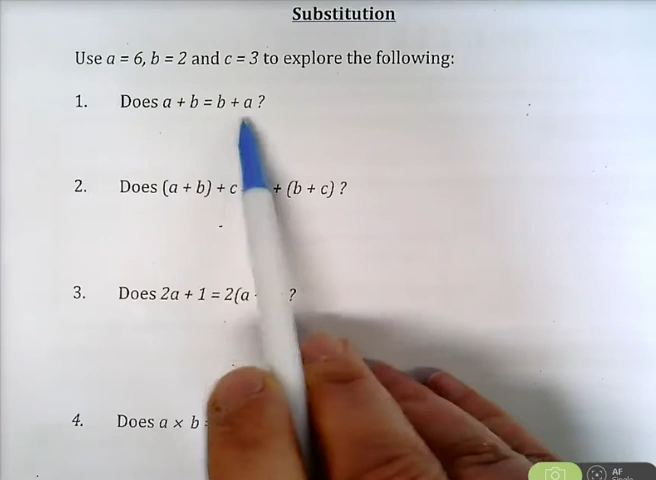 Substitution
Use a = 6, b = 2 and c = 3 to explore the following:
1. Does a + b = b + a ?
2. Does (a + b) + c + (b + c) ?
3. Does 2a + 1 = 2(a ?
4. Does a × b
AF